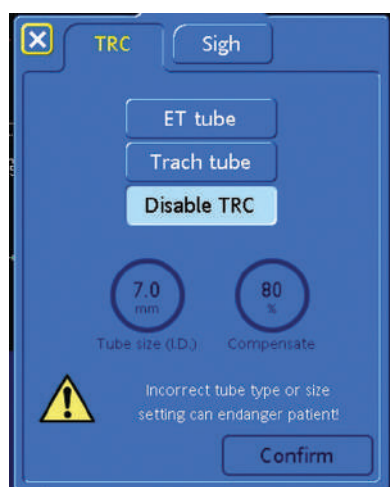 TRC Sigh
ET tube
Trach tube
Disable TRC
7.0 80
mm %
Tube size (I.D.) Compensate
Incorrect tube type or size
setting can endanger patient!
Confirm